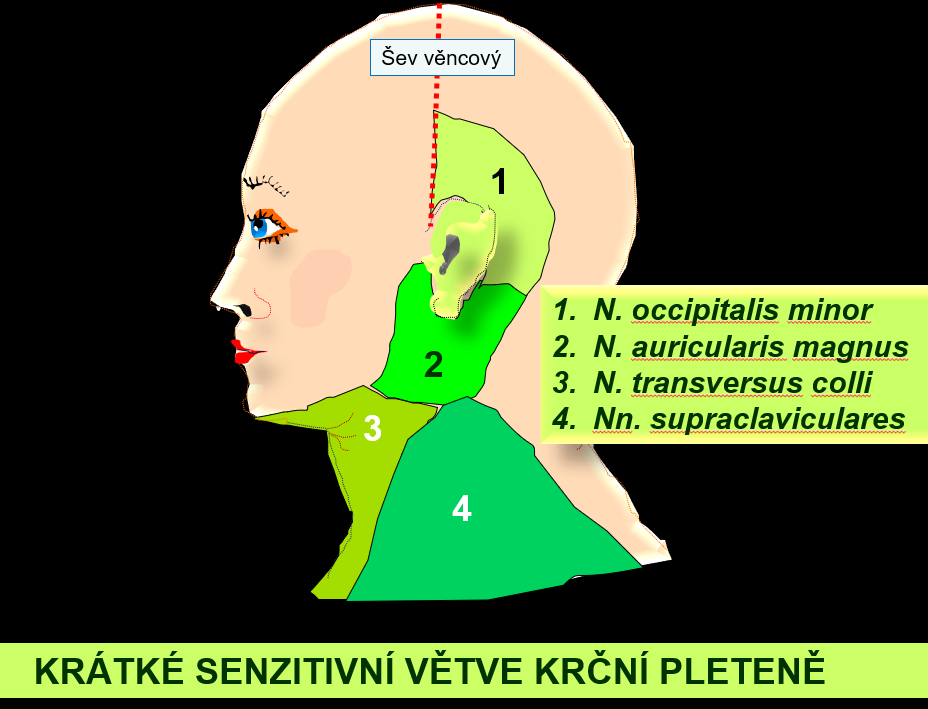 Šev věncový
1
1. N. occipitalis minor
2. N. auricularis magnus
3. N. transversus colli
4. Nn. supraclaviculares
2
3
4
KRÁTKÉ SENZITIVNÍ VĚTVE KRČNÍ PLETENĚ